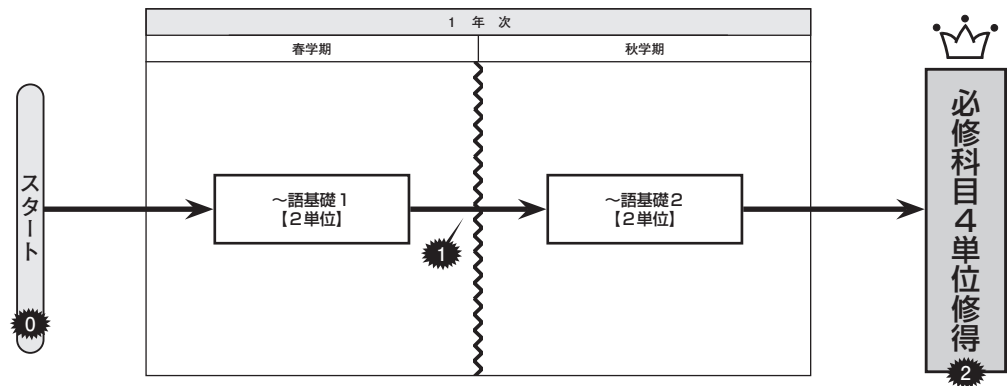 1 年 次
春学期
秋学期
スタート
0
～語基礎1
【2単位】
1
～語基礎2
【2単位】
必修科目4単位修得
2